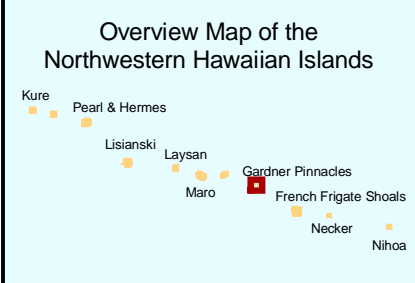 Overview Map of the
Northwestern Hawaiian Islands
Kure
Pearl & Hermes
Lisianski
Laysan
Maro
Gardner Pinnacles
French Frigate Shoals
Necker
Nihoa